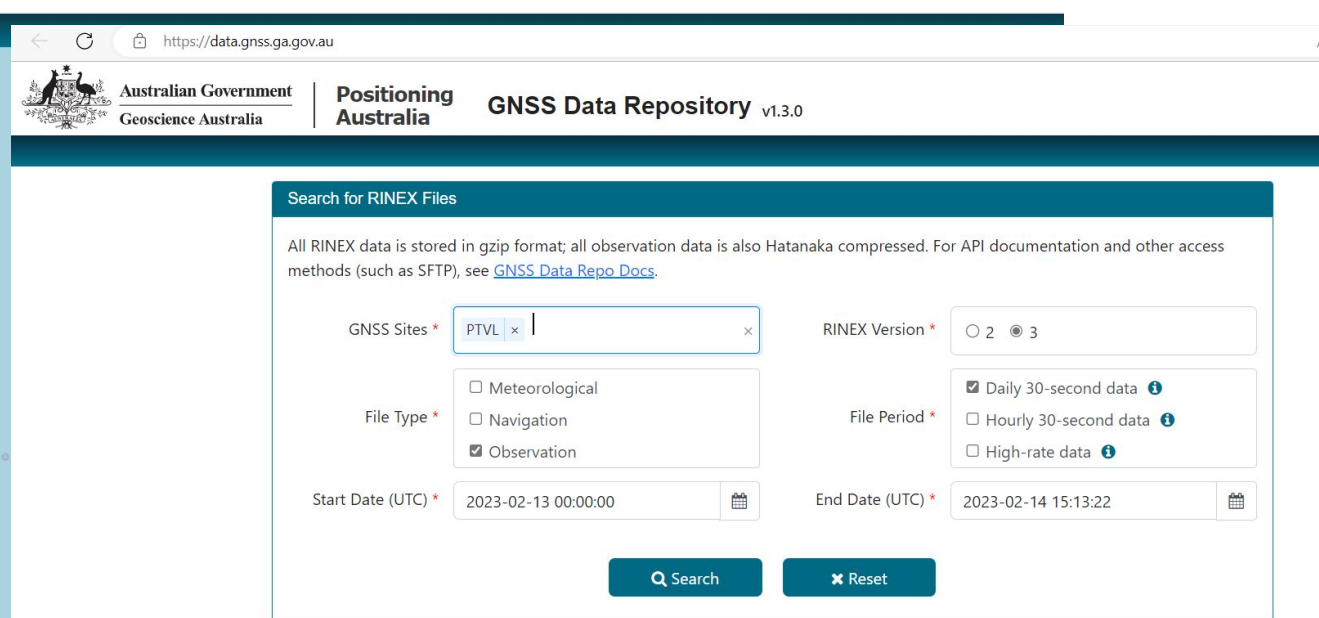 https://data.gnss.ga.gov.au
Australian Government
Geoscience Australia
Positioning
Australia
GNSS Data Repository v1.3.0
Search for RINEX Files
All RINEX data is stored in gzip format; all observation data is also Hatanaka compressed. For API documentation and other access
methods (such as SFTP), see GNSS Data Repo Docs.
GNSS Sites * PTVL × ×
RINEX Version * 2 3
File Type *
Meteorological
Navigation
Observation
File Period *
Daily 30-second data
Hourly 30-second data
High-rate data
Start Date (UTC) * 2023-02-13 00:00:00
End Date (UTC) * 2023-02-14 15:13:22
Search
Reset